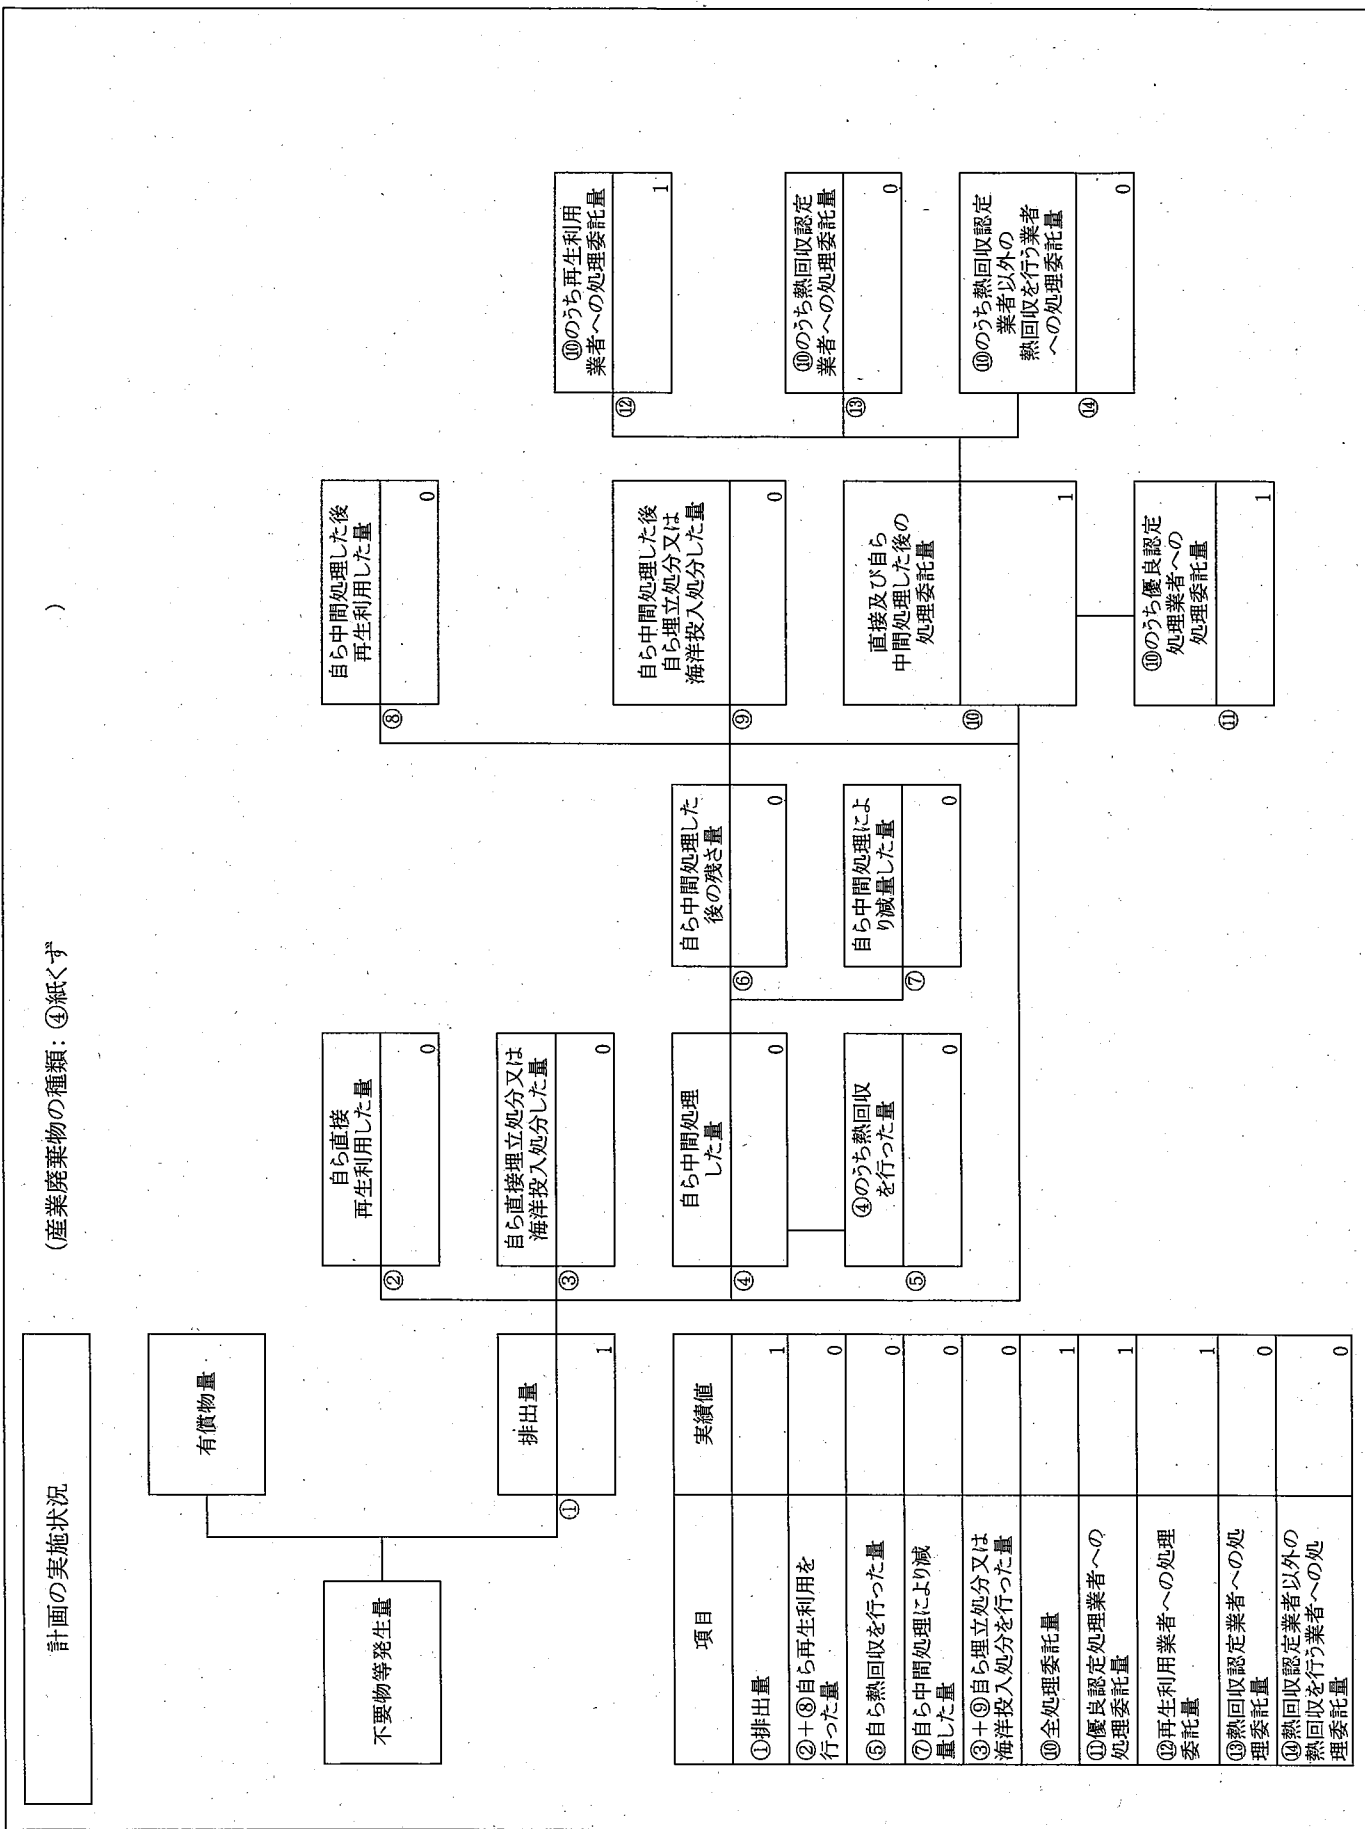 計画の実施状況
(産業廃棄物の種類：④紙くず
)
不要物等発生量
有償物量
①
排出量
1
②
自ら直接
再生利用した量
0
③
自ら直接埋立処分又は
海洋投入処分した量
0
④
自ら中間処理
した量
0
⑤
④のうち熱回収
を行った量
0
⑥
自ら中間処理した
後の残さ量
0
⑦
自ら中間処理によ
り減量した量
0
⑧
自ら中間処理した後
再生利用した量
0
⑨
自ら中間処理した後
自ら埋立処分又は
海洋投入処分した量
0
⑩
直接及び自ら
中間処理した後の
処理委託量
1
⑪
⑩のうち優良認定
処理業者への
処理委託量
1
⑫
⑩のうち再生利用
業者への処理委託量
1
⑬
⑩のうち熱回収認定
業者への処理委託量
0
⑭
⑩のうち熱回収認定
業者以外の
熱回収を行う業者
への処理委託量
0
項目 実績値
①排出量 1
②＋⑧自ら再生利用を
行った量 0
⑤自ら熱回収を行った量 0
⑦自ら中間処理により減
量した量 0
③＋⑨自ら埋立処分又は
海洋投入処分を行った量 0
⑩全処理委託量 1
⑪優良認定処理業者への
処理委託量 1
⑫再生利用業者への処理
委託量 1
⑬熱回収認定業者への処
理委託量 0
⑭熱回収認定業者以外の
熱回収を行う業者への処
理委託量 0